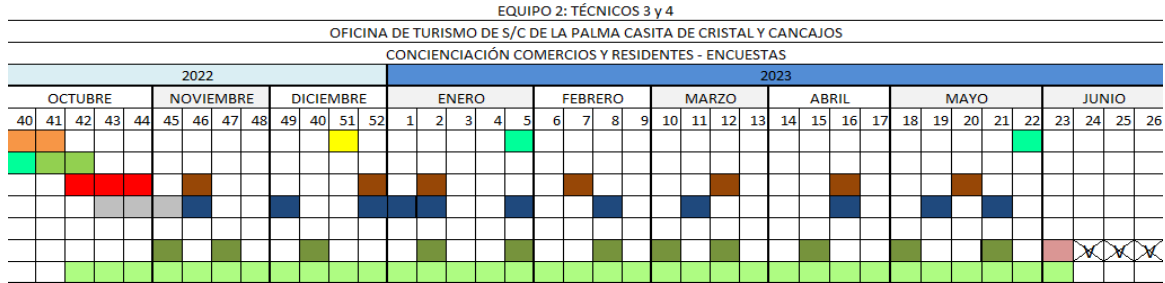 EQUIPO 2: TÉCNICOS 3 y 4
OFICINA DE TURISMO DE S/C DE LA PALMA CASITA DE CRISTAL Y CANCAJOS
CONCIENCIACIÓN COMERCIOS Y RESIDENTES - ENCUESTAS
2022 2023
OCTUBRE NOVIEMBRE DICIEMBRE ENERO FEBRERO MARZO ABRIL MAYO JUNIO
40 41 42 43 44 45 46 47 48 49 40 51 52 1 2 3 4 5 6 7 8 9 10 11 12 13 14 15 16 17 18 19 20 21 22 23 24 25 26
V V V